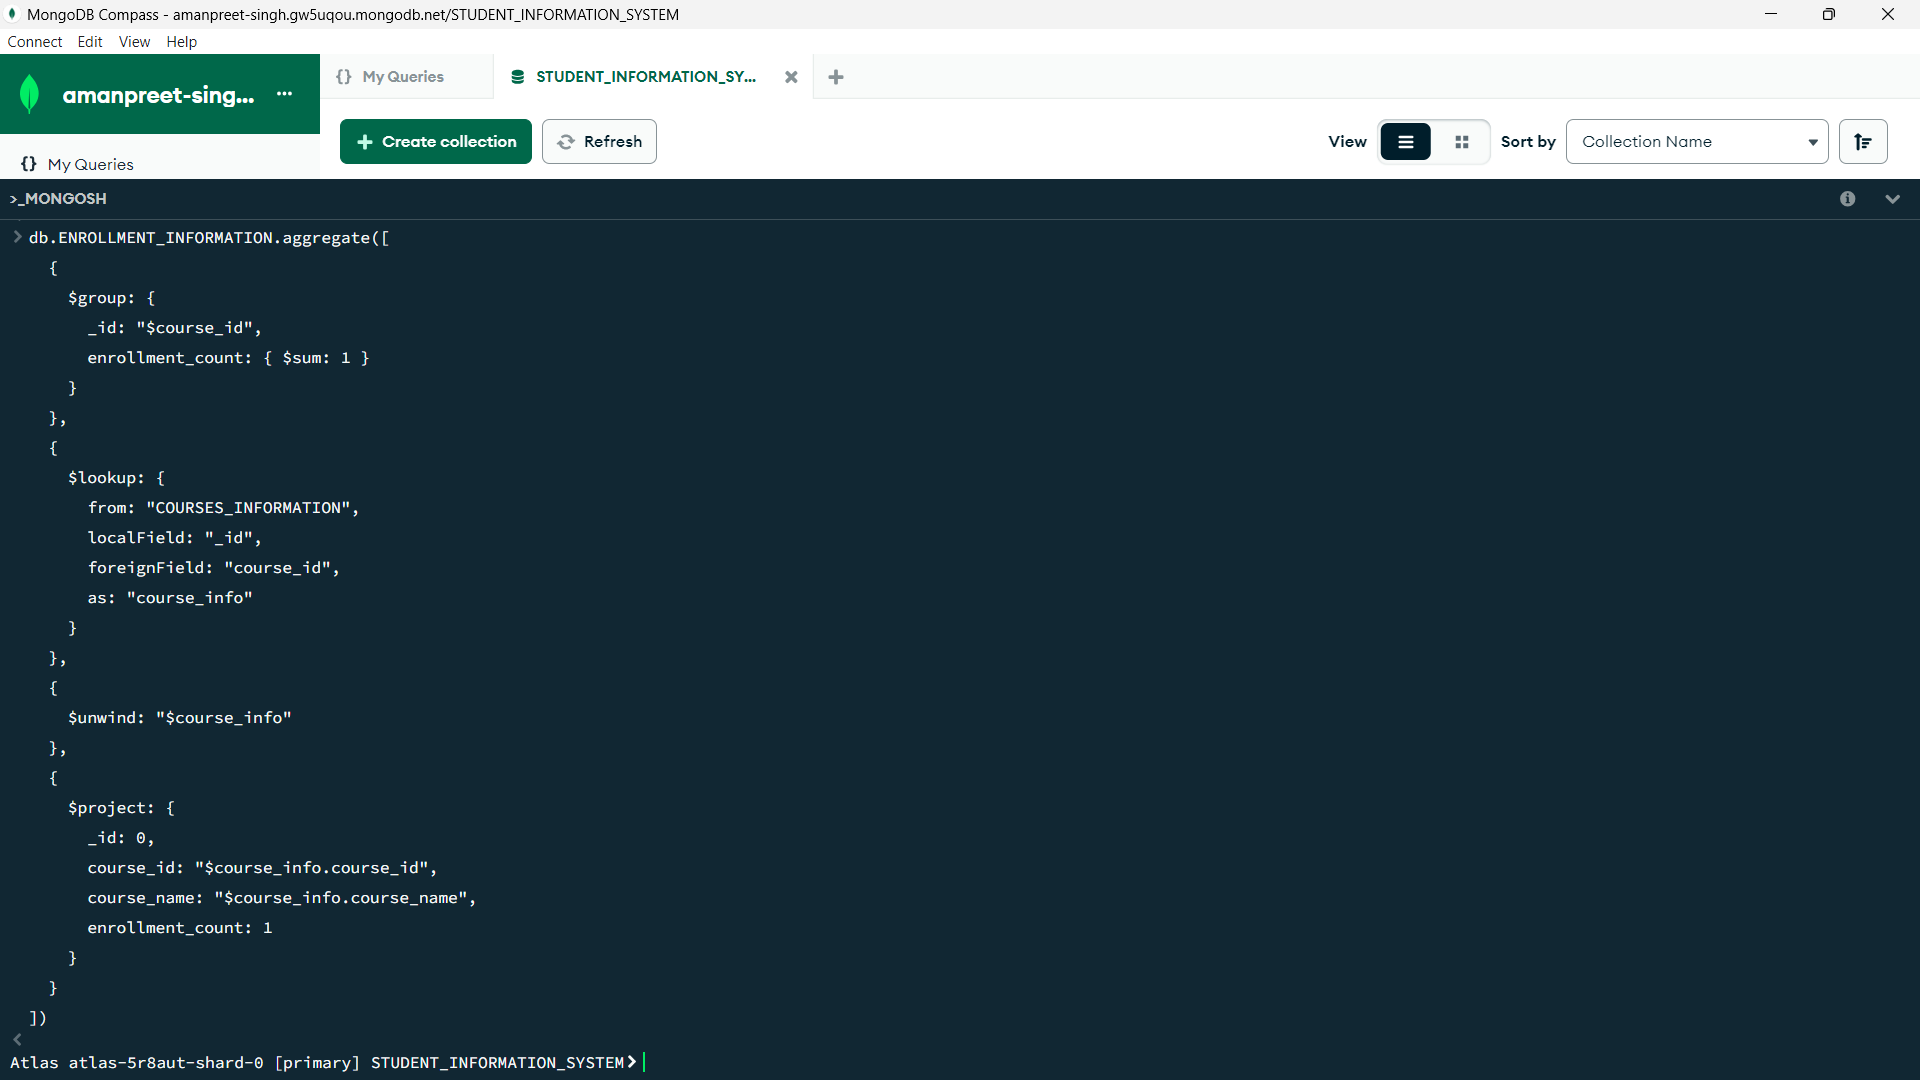 MongoDB Compass - amanpreet-singh.gw5uqou.mongodb.net/STUDENT_INFORMATION_SYSTEM
Connect Edit View Help
amanpreet-sing... ···
{} My Queries
STUDENT_INFORMATION_SY...
Create collection
Refresh
View
Sort by
Collection Name
{} My Queries
>_MONGOSH
> db.ENROLLMENT_INFORMATION.aggregate([
{
$group: {
_id: "$course_id",
enrollment_count: { $sum: 1 }
}
},
{
$lookup: {
from: "COURSES_INFORMATION",
localField: "_id",
foreignField: "course_id",
as: "course_info"
}
},
{
$unwind: "$course_info"
},
{
$project: {
_id: 0,
course_id: "$course_info.course_id",
course_name: "$course_info.course_name",
enrollment_count: 1
}
}
])
<
Atlas atlas-5r8aut-shard-0 [primary] STUDENT_INFORMATION_SYSTEM>